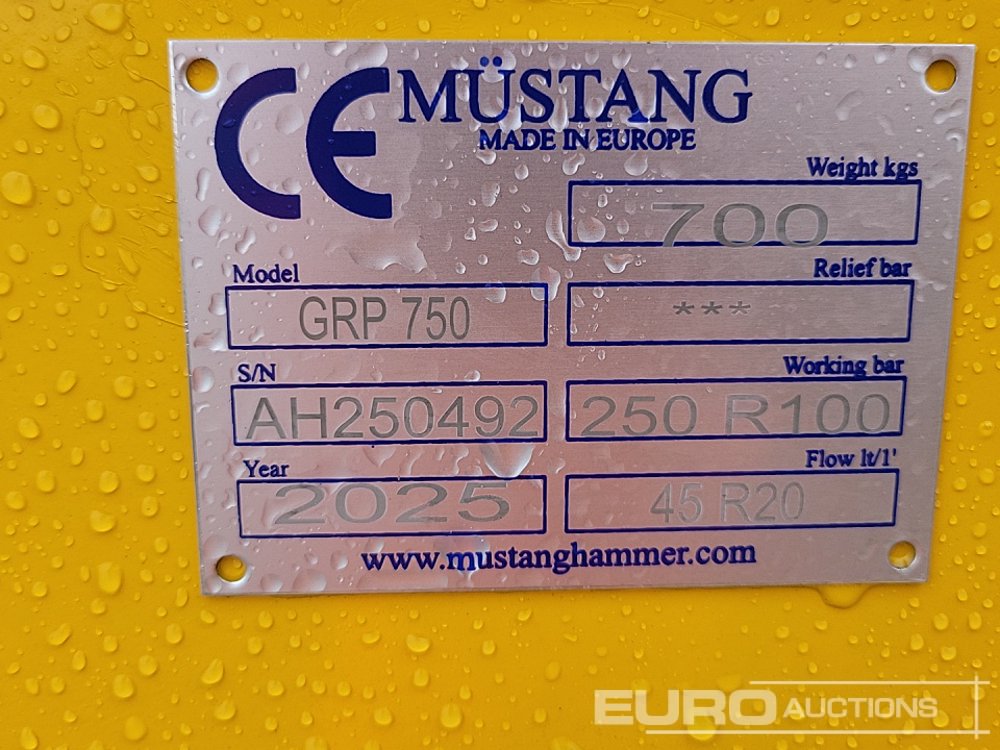 CE MÜSTANG
MADE IN EUROPE
Weight kgs
700
Model
GRP 750
Relief bar
***
S/N
AH250492
Working bar
250 R100
Year
2025
Flow lt/1'
45 R20
www.mustanghammer.com
EURO AUCTIONS